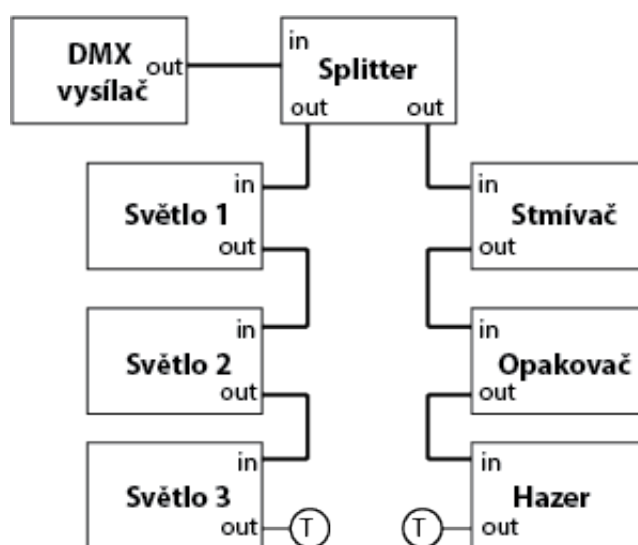 DMX
vysílač
out
in
Splitter
out
out
in
Světlo 1
out
in
Stmívač
out
in
Světlo 2
out
in
Opakovač
out
in
Světlo 3
out
T
in
Hazer
T
out